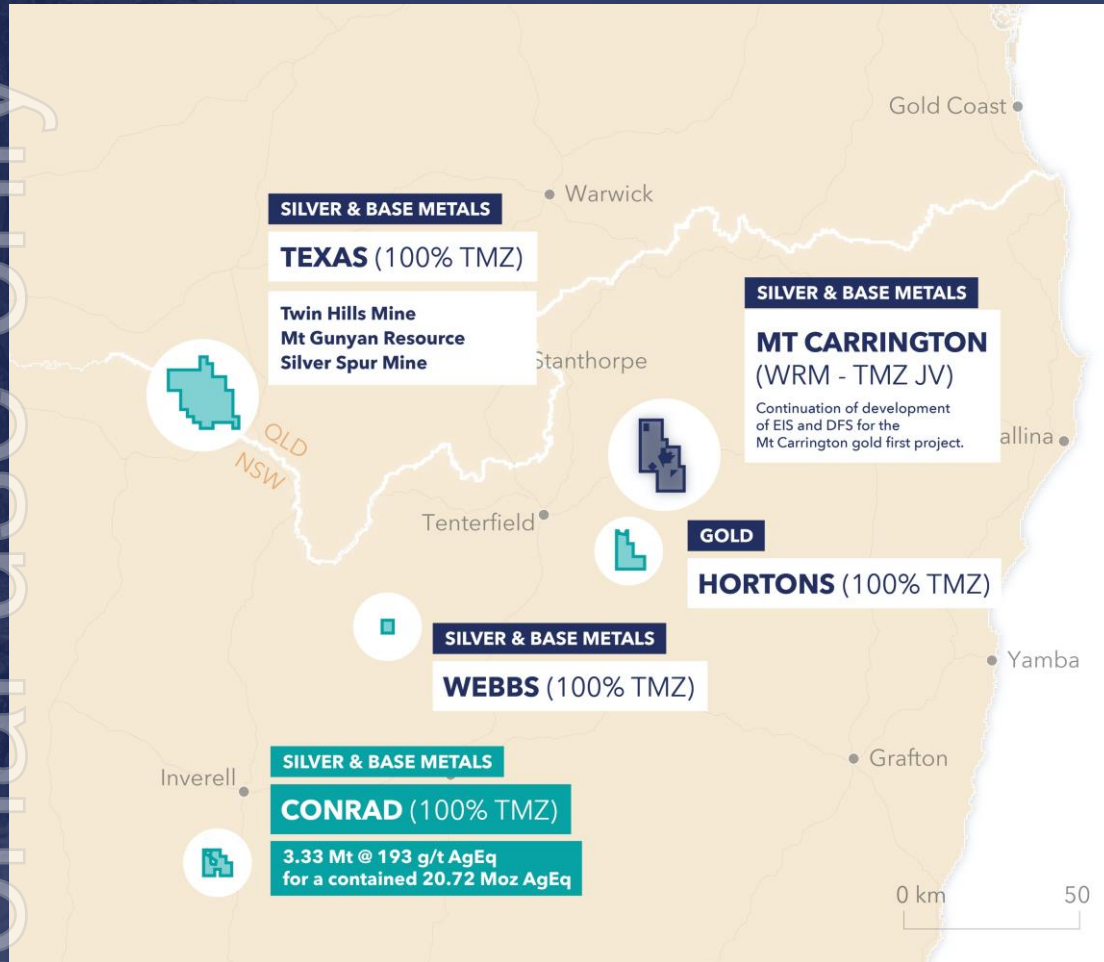 Gold Coast
Warwick
SILVER & BASE METALS
TEXAS (100% TMZ)
Twin Hills Mine
Mt Gunyan Resource
Silver Spur Mine
Stanthorpe
SILVER & BASE METALS
MT CARRINGTON
(WRM - TMZ JV)
Continuation of development
of EIS and DFS for the
Mt Carrington gold first project.
allina
QLD
NSW
Tenterfield
GOLD
HORTONS (100% TMZ)
SILVER & BASE METALS
WEBBS (100% TMZ)
Yamba
Grafton
Inverell
SILVER & BASE METALS
CONRAD (100% TMZ)
3.33 Mt @ 193 g/t AgEq
for a contained 20.72 Moz AgEq
0 km 50